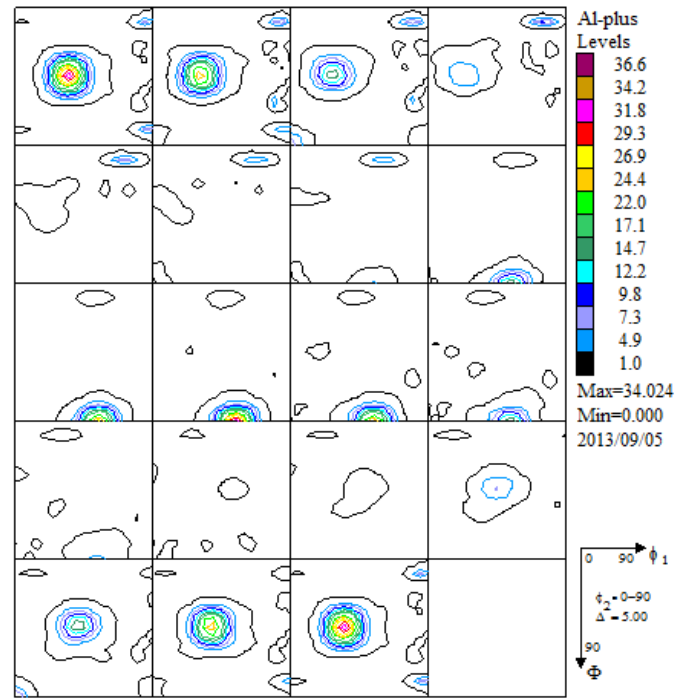 Al-plus
Levels
36.6
34.2
31.8
29.3
26.9
24.4
22.0
17.1
14.7
12.2
9.8
7.3
4.9
1.0
Max=34.024
Min=0.000
2013/09/05
0 90 ϕ 1
ϕ2=0-90
Δ=5.00
90
Φ